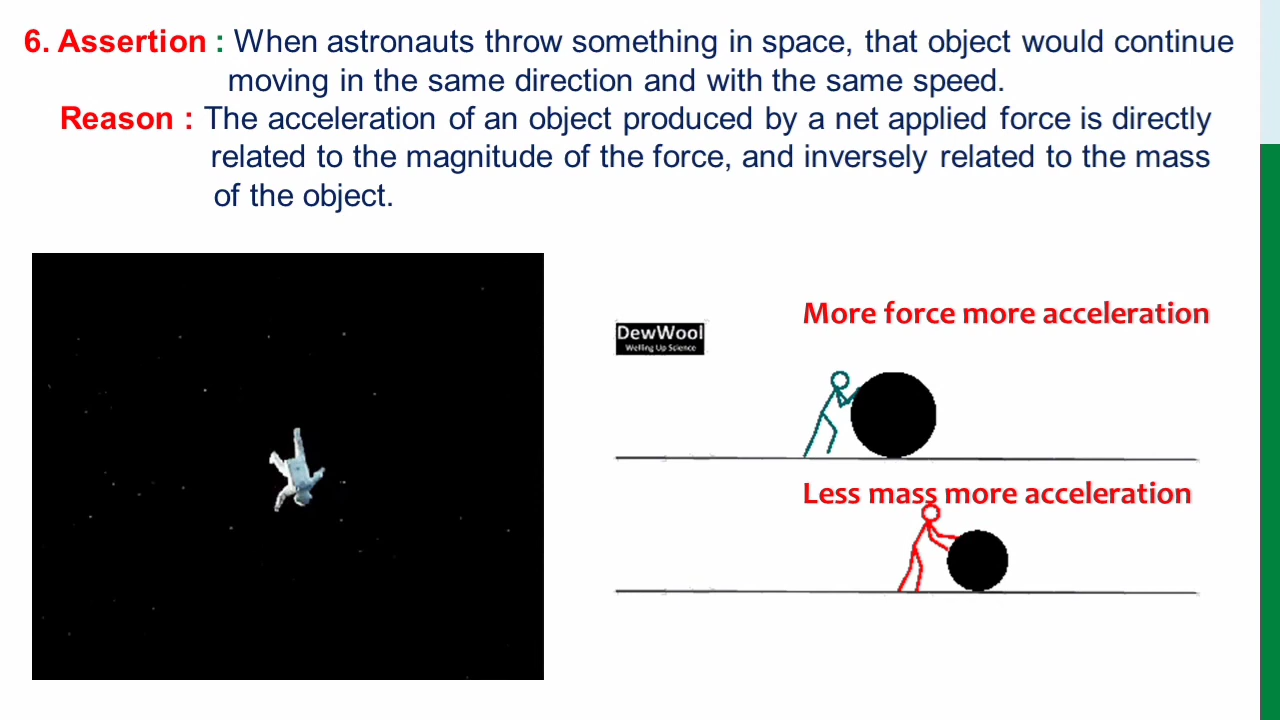 6. Assertion : When astronauts throw something in space, that object would continue
moving in the same direction and with the same speed.
Reason : The acceleration of an object produced by a net applied force is directly
related to the magnitude of the force, and inversely related to the mass
of the object.
More force more acceleration
DewWool
Welling Up Science
Less mass more acceleration